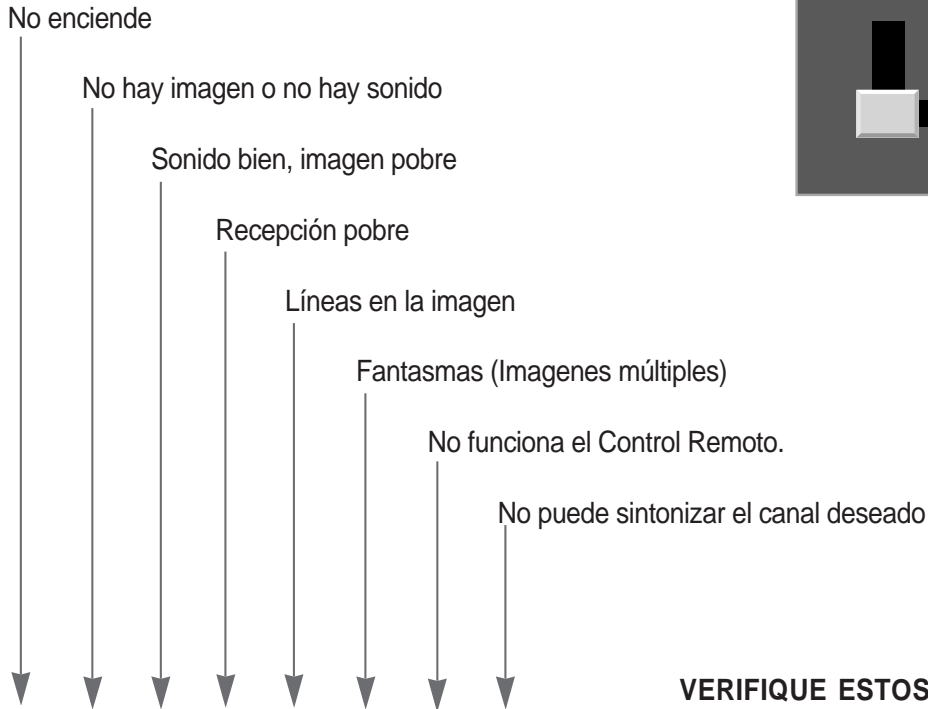 No enciende
No hay imagen o no hay sonido
Sonido bien, imagen pobre
Recepción pobre
Líneas en la imagen
Fantasmas (Imagenes múltiples)
No funciona el Control Remoto.
No puede sintonizar el canal deseado
VERIFIQUE ESTOS